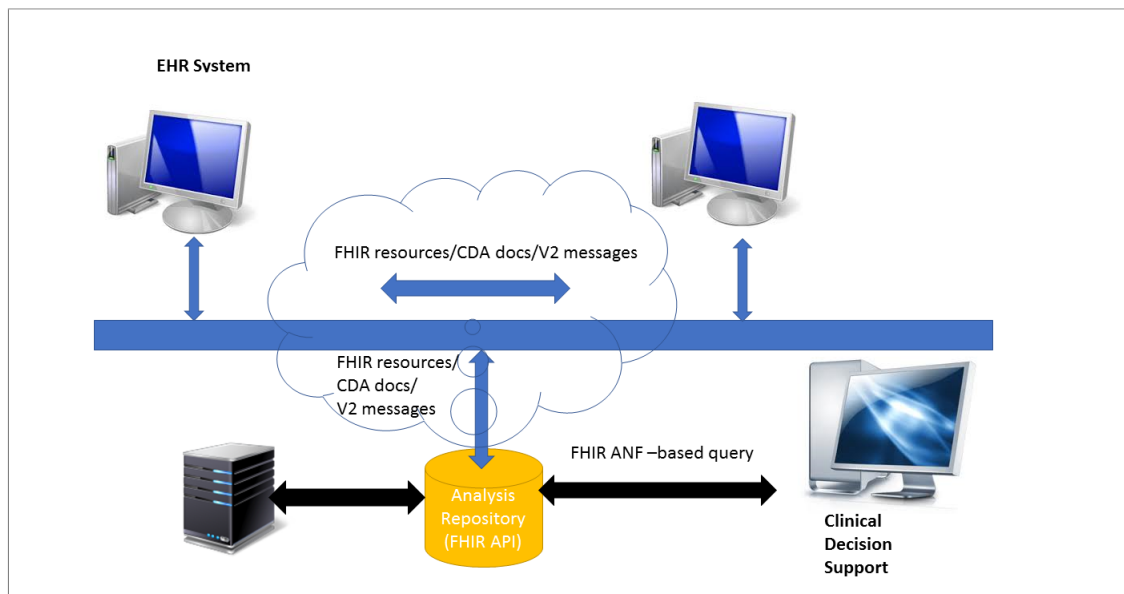 EHR System
FHIR resources/CDA docs/V2 messages
FHIR resources/
CDA docs/
V2 messages
FHIR ANF –based query
Analysis
Repository
(FHIR API)
Clinical
Decision
Support